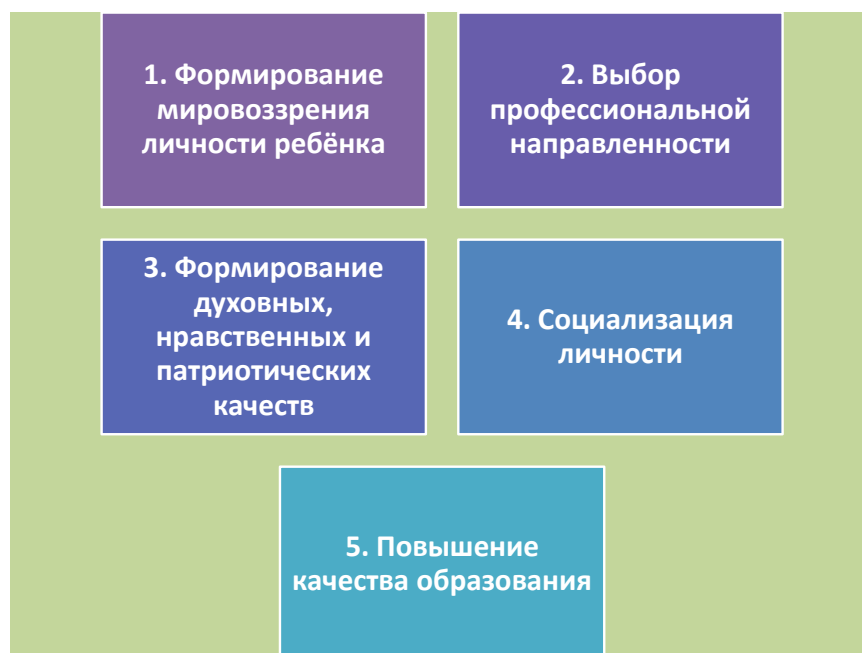 1. Формирование
мировоззрения
личности ребёнка
2. Выбор
профессиональной
направленности
3. Формирование
духовных,
нравственных и
патриотических
качеств
4. Социализация
личности
5. Повышение
качества образования